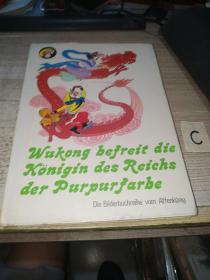 Wukong befreit die
Königin des Reichs
der Purpurfarbe
Die Bilderbuchreihe vom Affenkönig
C